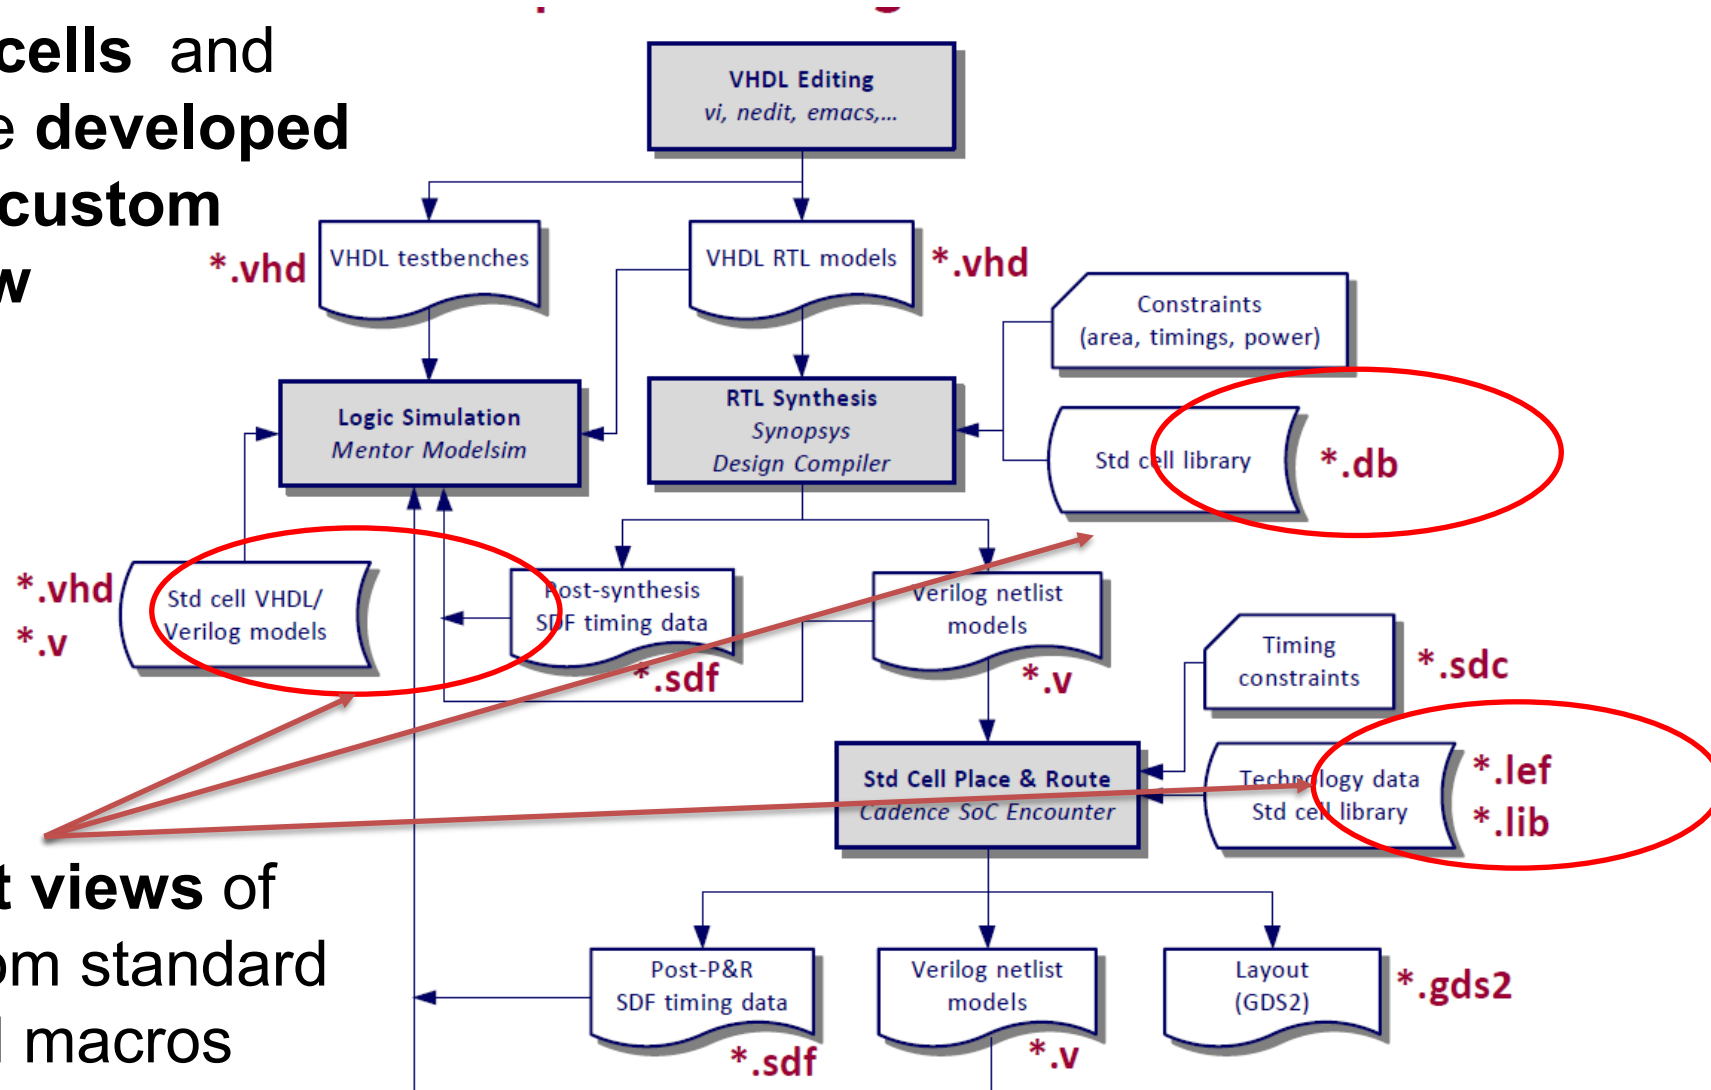 cells and
developed
custom
VHDL Editing
vi, nedit, emacs,...
VHDL testbenches
*.vhd
VHDL RTL models
*.vhd
Constraints
(area, timings, power)
Logic Simulation
Mentor Modelsim
RTL Synthesis
Synopsys
Design Compiler
Std cell library
*.db
*.vhd
*.v
Std cell VHDL/
Verilog models
Post-synthesis
SDF timing data
*.sdf
Verilog netlist
models
*.v
Timing
constraints
*.sdc
Std Cell Place & Route
Cadence SoC Encounter
Technology data
Std cell library
*.lef
*.lib
views of
standard
macros
Post-P&R
SDF timing data
*.sdf
Verilog netlist
models
*.v
Layout
(GDS2)
*.gds2